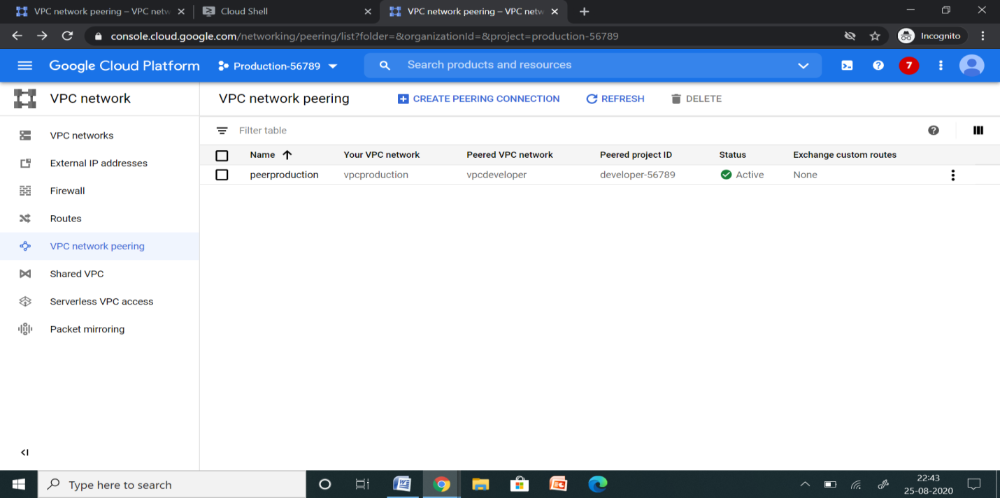 VPC network peering – VPC netw
Cloud Shell
VPC network peering – VPC netw
console.cloud.google.com/networking/peering/list?folder=&organizationId=&project=production-56789
Incognito
Google Cloud Platform
Production-56789
Search products and resources
7
VPC network
VPC network peering
CREATE PEERING CONNECTION
REFRESH
DELETE
VPC networks
External IP addresses
Firewall
Routes
VPC network peering
Shared VPC
Serverless VPC access
Packet mirroring
Filter table
Name Your VPC network Peered VPC network Peered project ID Status Exchange custom routes
peerproduction vpcproduction vpcdeveloper developer-56789 Active None
Type here to search
22:43
25-08-2020